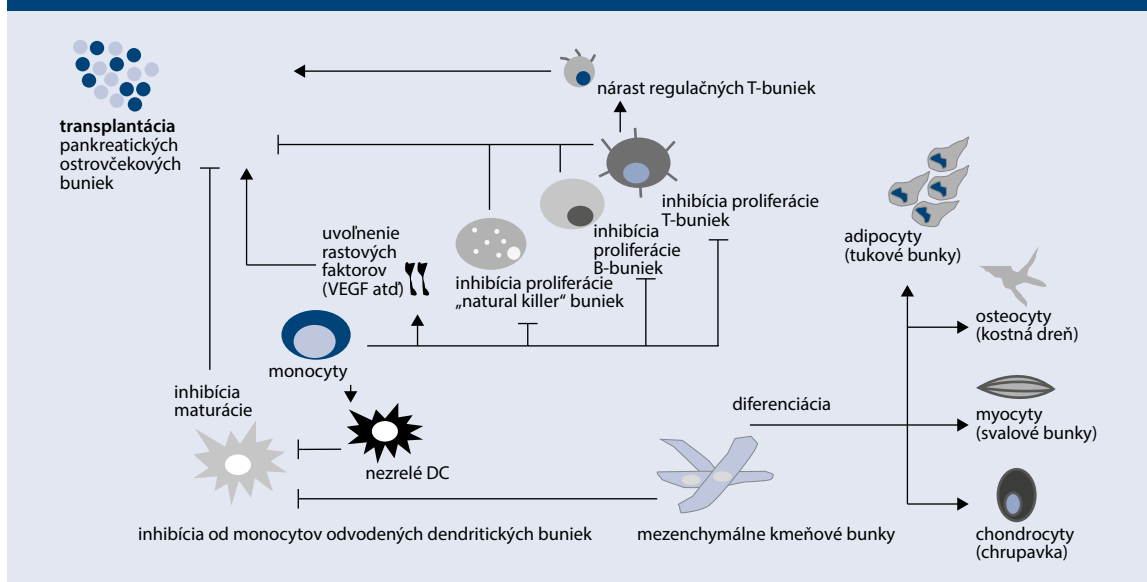 transplantácia
pankreatických
ostrovčekových
buniek
nárast regulačných T-buniek
inhibícia proliferácie
T-buniek
inhibícia
proliferácie
B-buniek
uvoľnenie
rastových
faktorov
(VEGF atď)
inhibícia proliferácie
„natural killer“ buniek
adipocyty
(tukové bunky)
osteocyty
(kostná dreň)
monocyty
inhibícia
maturácie
diferenciácia
myocyty
(svalové bunky)
nezrelé DC
inhibícia od monocytov odvodených dendritických buniek
mezenchymálne kmeňové bunky
chondrocyty
(chrupavka)